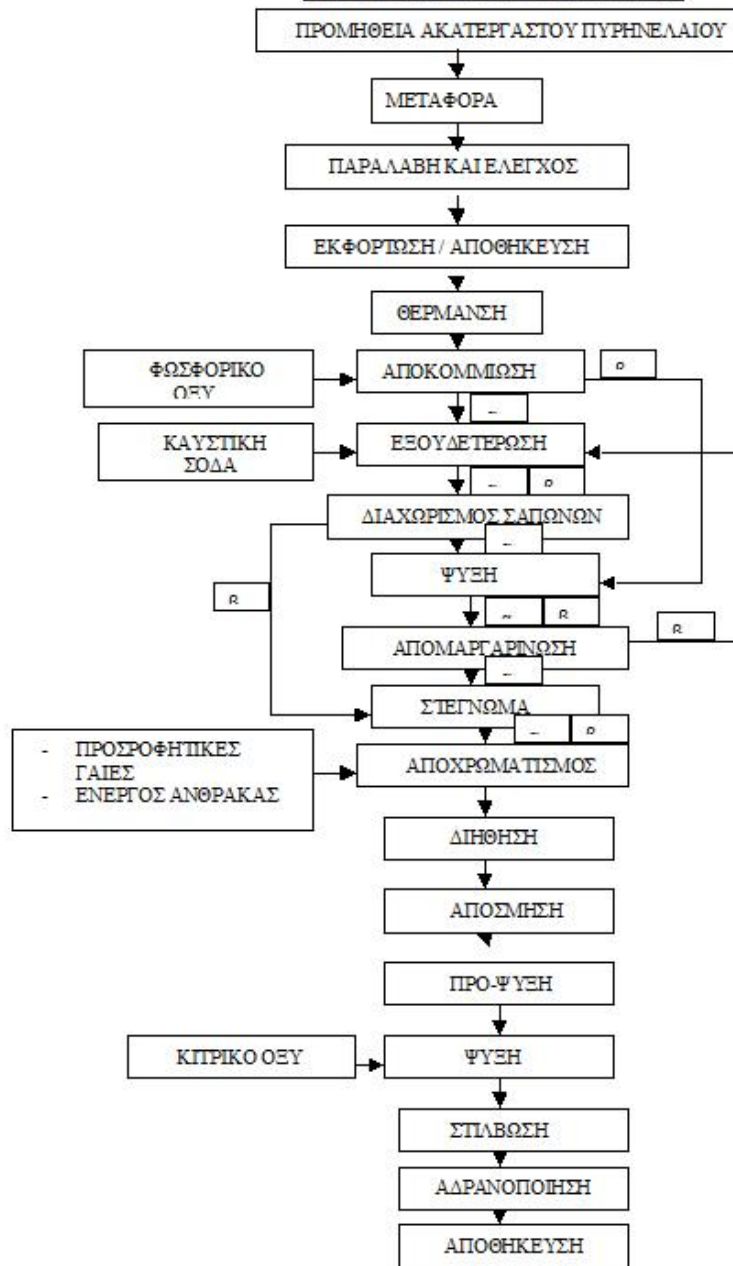 ΠΡΟΜΗΘΕΙΑ ΑΚΑΤΕΡΓΑΣΤΟΥ ΠΥΡΗΝΕΛΑΙΟΥ
ΜΕΤΑΦΟΡΑ
ΠΑΡΑΛΑΒΗ ΚΑΙ ΕΛΕΓΧΟΣ
ΕΚΦΟΡΤΩΣΗ / ΑΠΟΘΗΚΕΥΣΗ
ΘΕΡΜΑΝΣΗ
ΦΩΣΦΟΡΙΚΟ
ΟΞΥ
ΑΠΟΚΟΜΜΙΩΣΗ
ΚΑΥΣΤΙΚΗ
ΣΟΔΑ
ΕΞΟΥΔΕΤΕΡΩΣΗ
ΔΙΑΧΩΡΙΣΜΟΣ ΣΑΠΩΝΩΝ
ΨΥΞΗ
ΑΠΟΜΑΡΓΑΡΙΝΩΣΗ
ΣΤΕΓΝΩΜΑ
- ΠΡΟΣΡΟΦΗΤΙΚΕΣ
ΓΑΙΕΣ
- ΕΝΕΡΓΟΣ ΑΝΘΡΑΚΑΣ
ΑΠΟΧΡΩΜΑΤΙΣΜΟΣ
ΔΙΗΘΗΣΗ
ΑΠΟΣΜΗΣΗ
ΠΡΟ-ΨΥΞΗ
ΚΙΤΡΙΚΟ ΟΞΥ
ΨΥΞΗ
ΣΤΙΛΒΩΣΗ
ΑΔΡΑΝΟΠΟΙΗΣΗ
ΑΠΟΘΗΚΕΥΣΗ